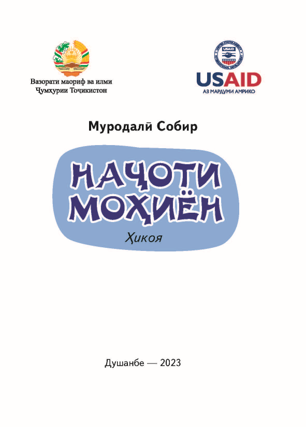 Вазорати маориф ва илми
Ҷумҳурии Тоҷикистон
USAID
АЗ МАРДУМИ АМРИКО
Муродалӣ Собир
НАҶОТИ
МОҲИЁН
Ҳикоя
Душанбе — 2023